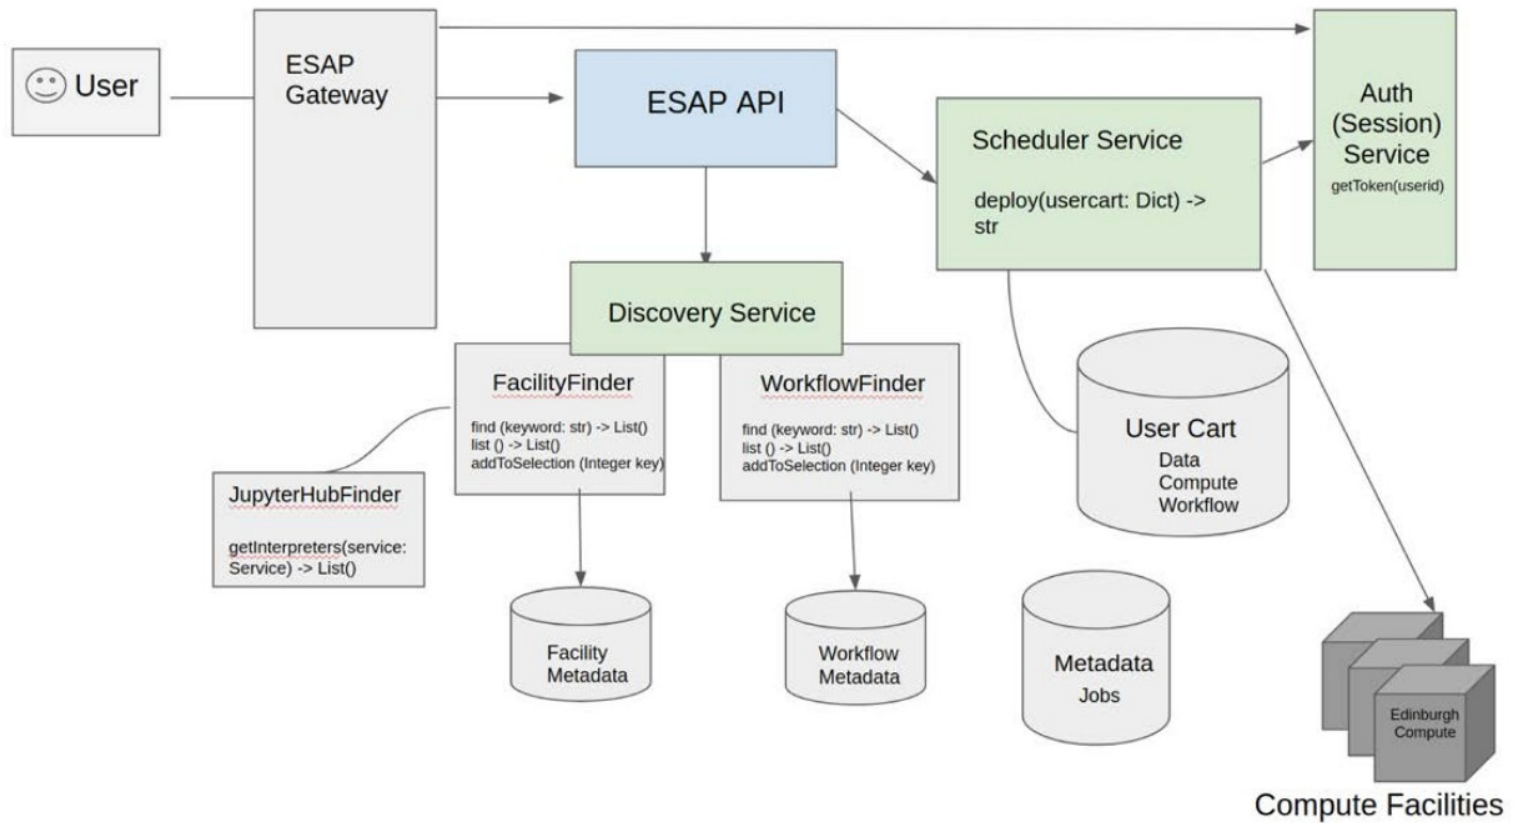 User
ESAP
Gateway
ESAP API
Scheduler Service
deploy(usercart: Dict) ->
str
Auth
(Session)
Service
getToken(userid)
Discovery Service
FacilityFinder
find (keyword: str) -> List()
list () -> List()
addToSelection (Integer key)
WorkflowFinder
find (keyword: str) -> List()
list () -> List()
addToSelection (Integer key)
JupyterHubFinder
getInterpreters(service:
Service) -> List()
User Cart
Data
Compute
Workflow
Facility
Metadata
Workflow
Metadata
Metadata
Jobs
Edinburgh
Compute
Compute Facilities